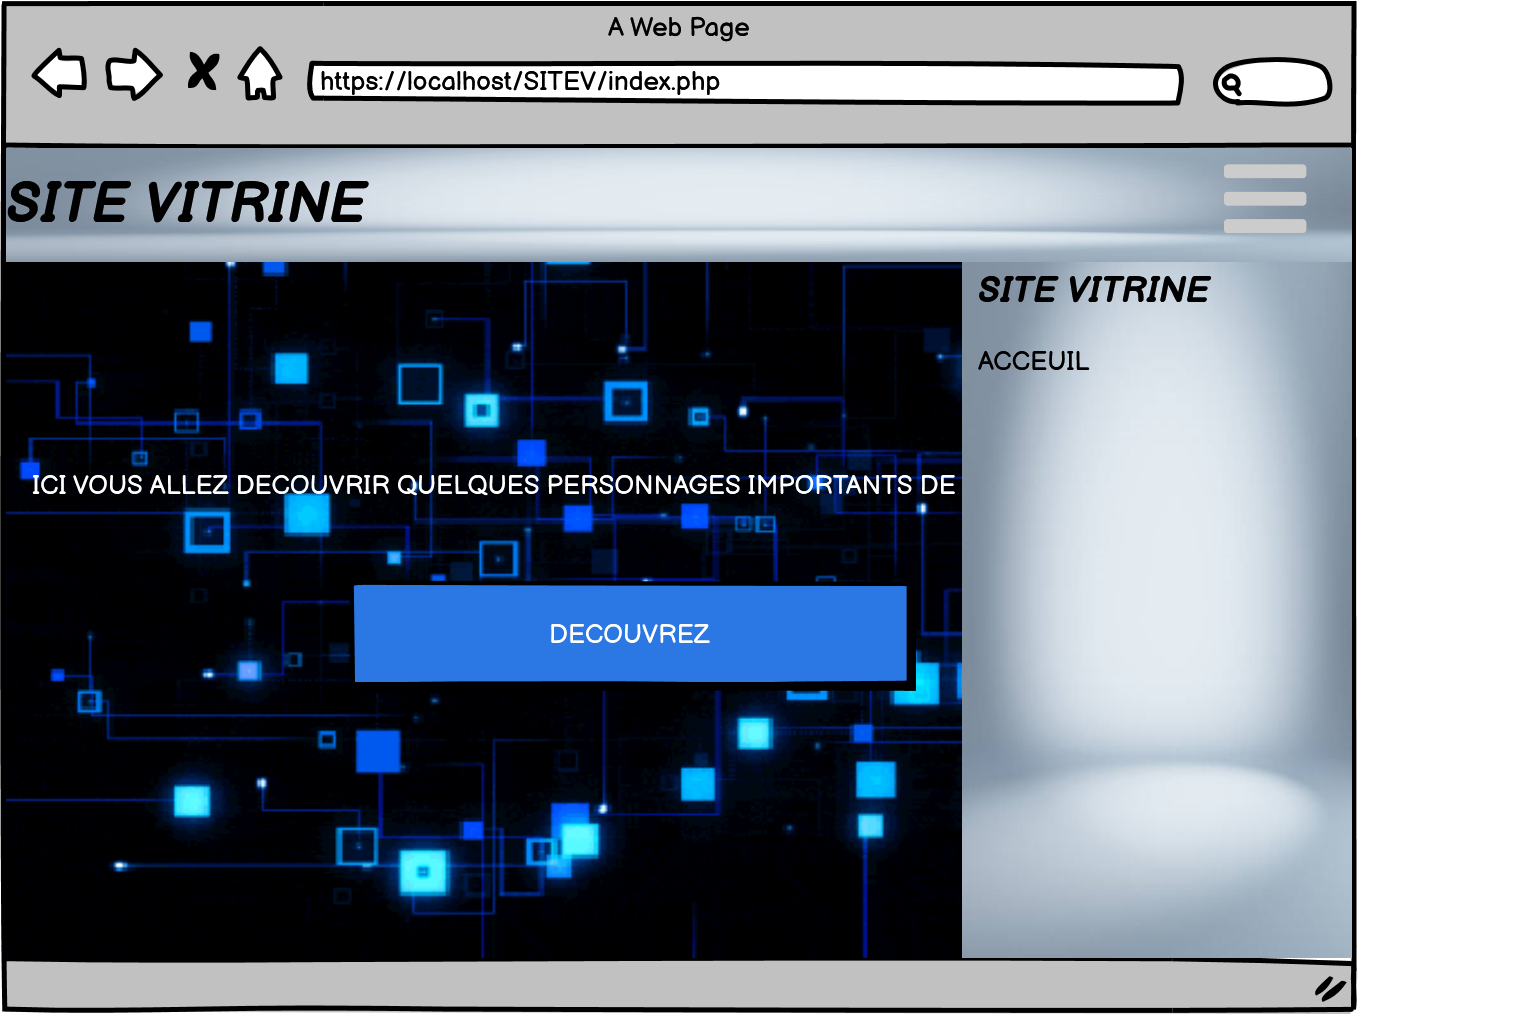 A Web Page
https://localhost/SITEV/index.php
SITE VITRINE
SITE VITRINE
ACCEUIL
ICI VOUS ALLEZ DECOUVRIR QUELQUES PERSONNAGES IMPORTANTS DE
DECOUVREZ